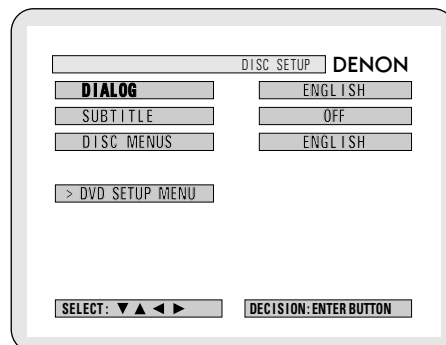 DISC SETUP DENON
DIALOG ENGLISH
SUBTITLE OFF
DISC MENUS ENGLISH
> DVD SETUP MENU
SELECT: ▼ ▲ ◄ ► DECISION: ENTER BUTTON